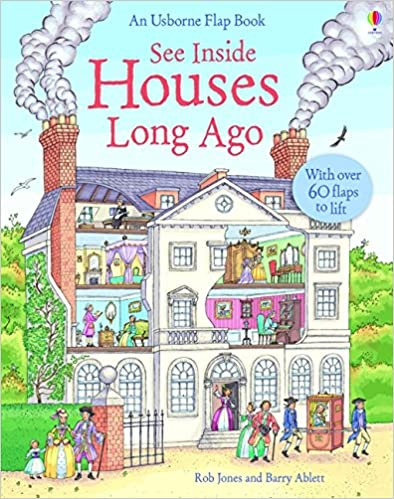 An Usborne Flap Book
See Inside
Houses
Long Ago
With over
60 flaps
to lift
Rob Jones and Barry Ablett